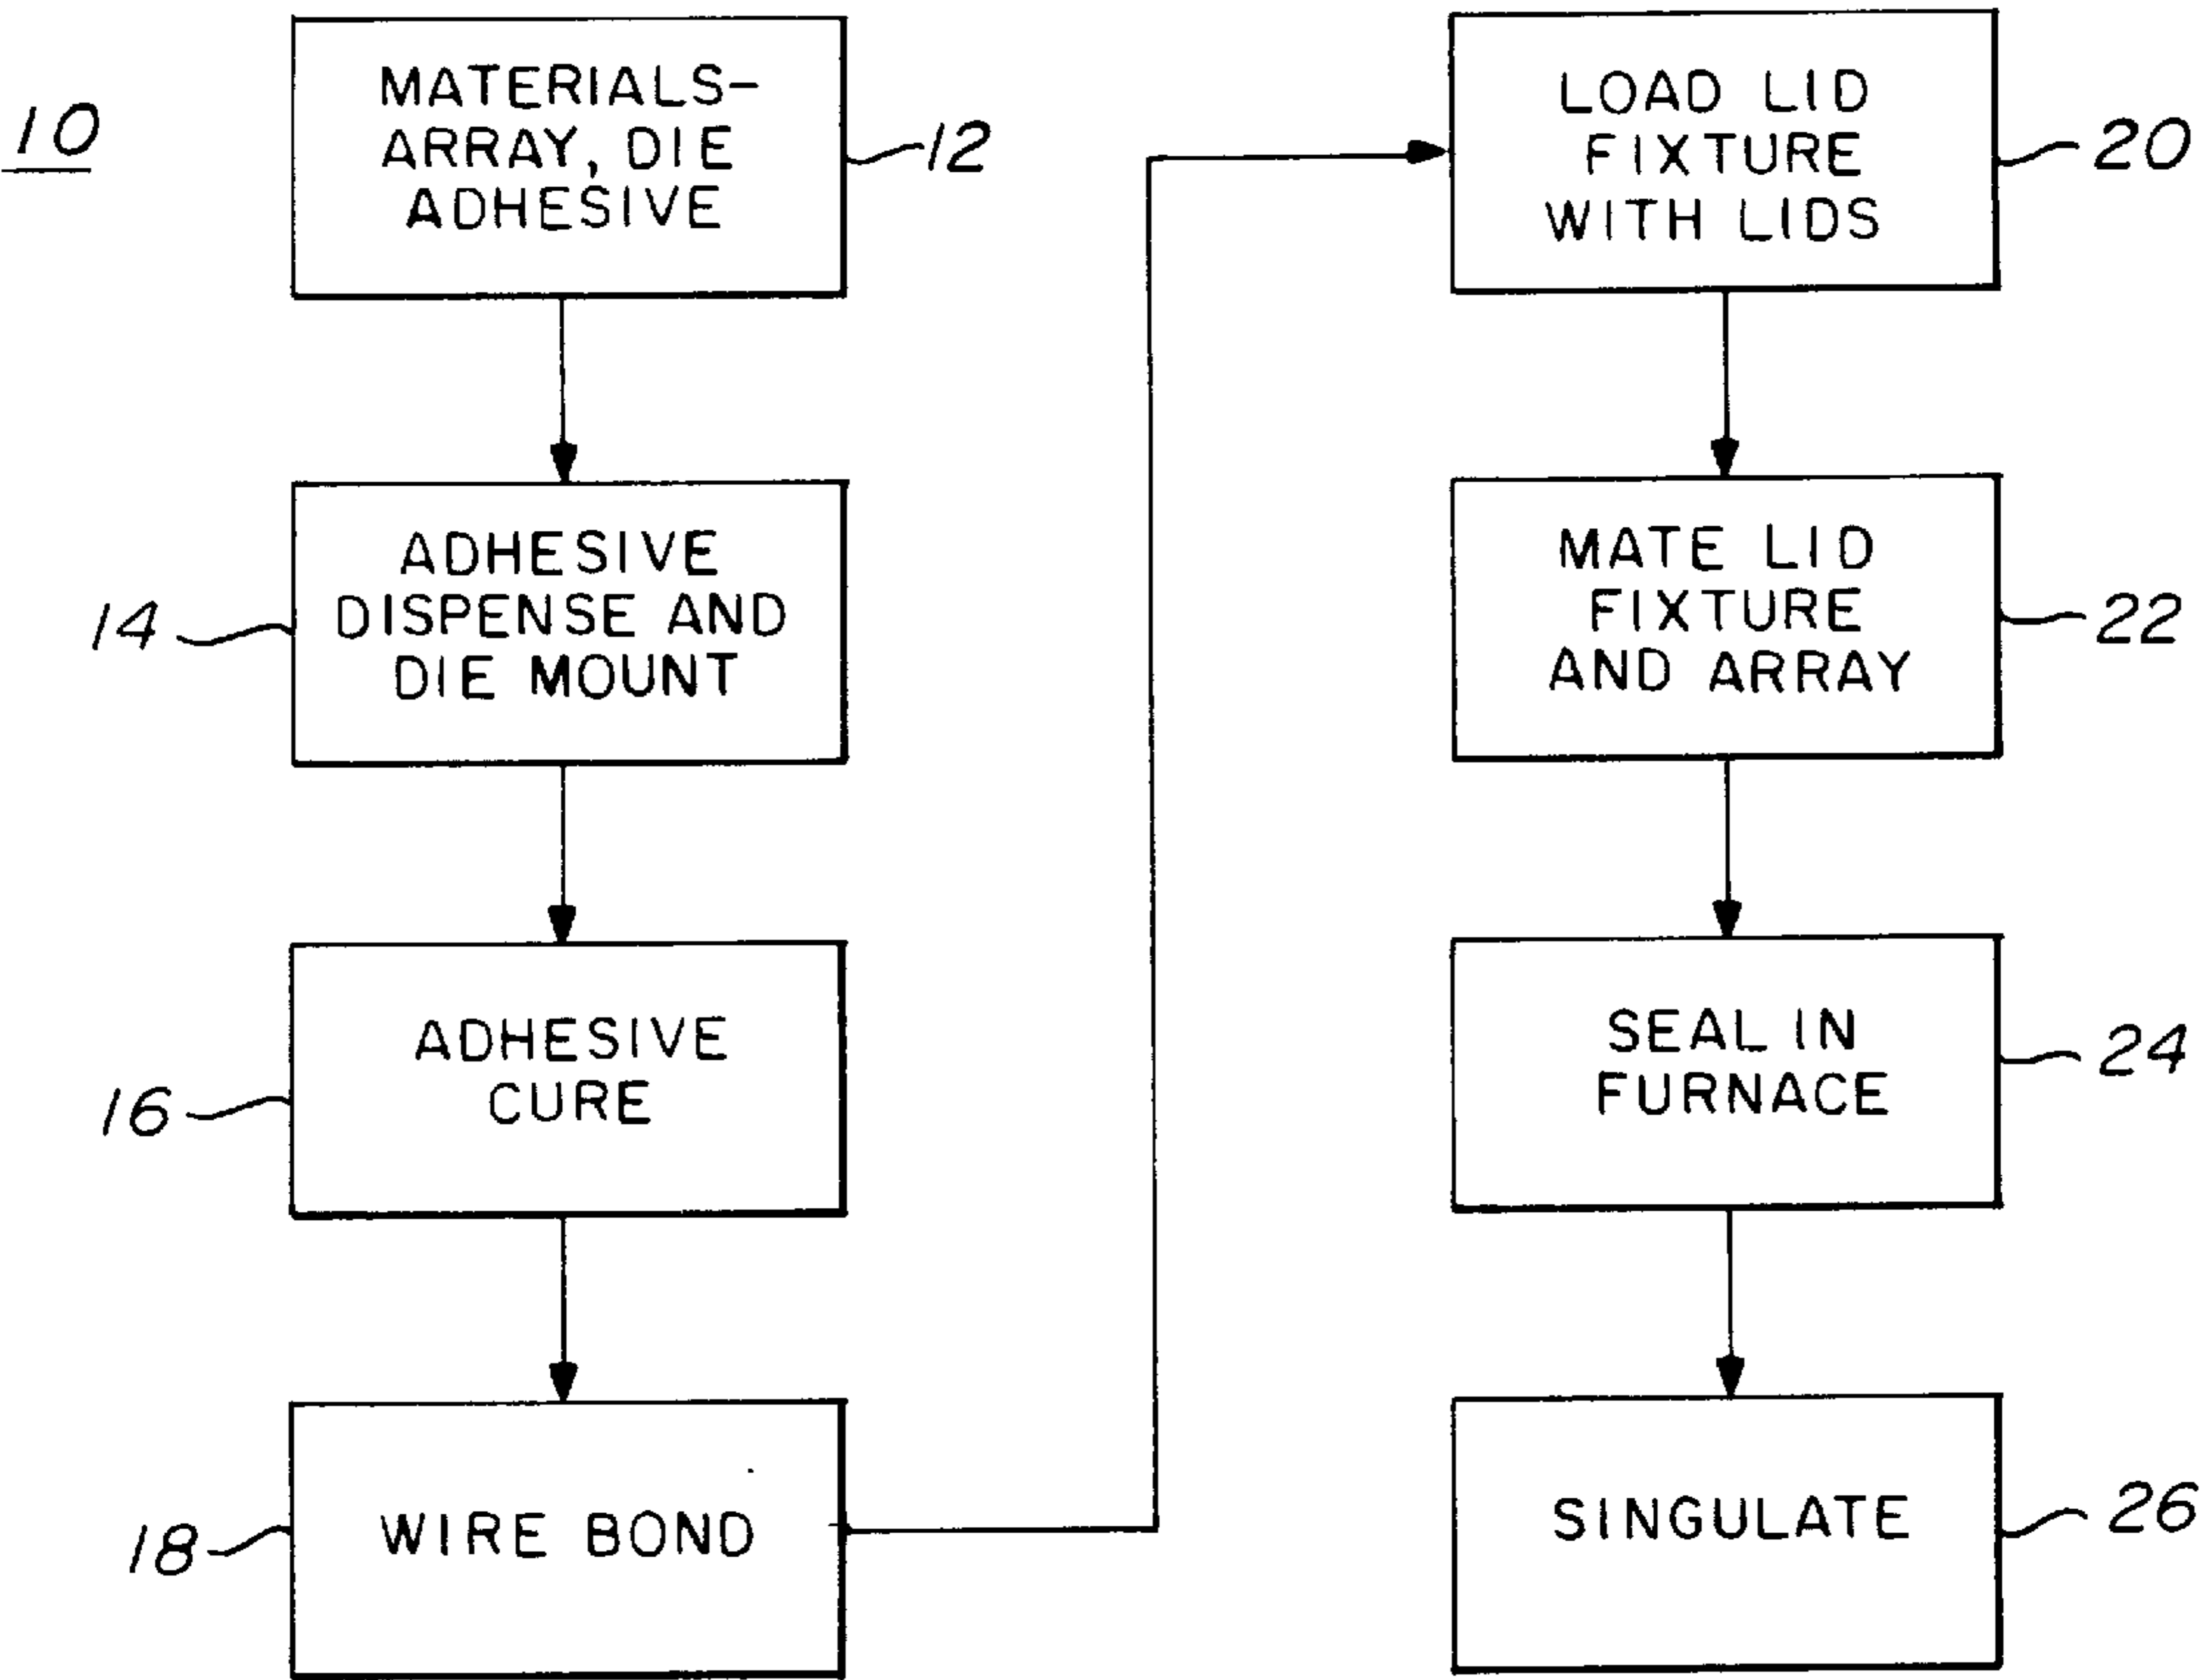 10
MATERIALS-
ARRAY, DIE
ADHESIVE
12
ADHESIVE
DISPENSE AND
DIE MOUNT
14
ADHESIVE
CURE
16
WIRE BOND
18
LOAD LID
FIXTURE
WITH LIDS
20
MATE LID
FIXTURE
AND ARRAY
22
SEAL IN
FURNACE
24
SINGULATE
26